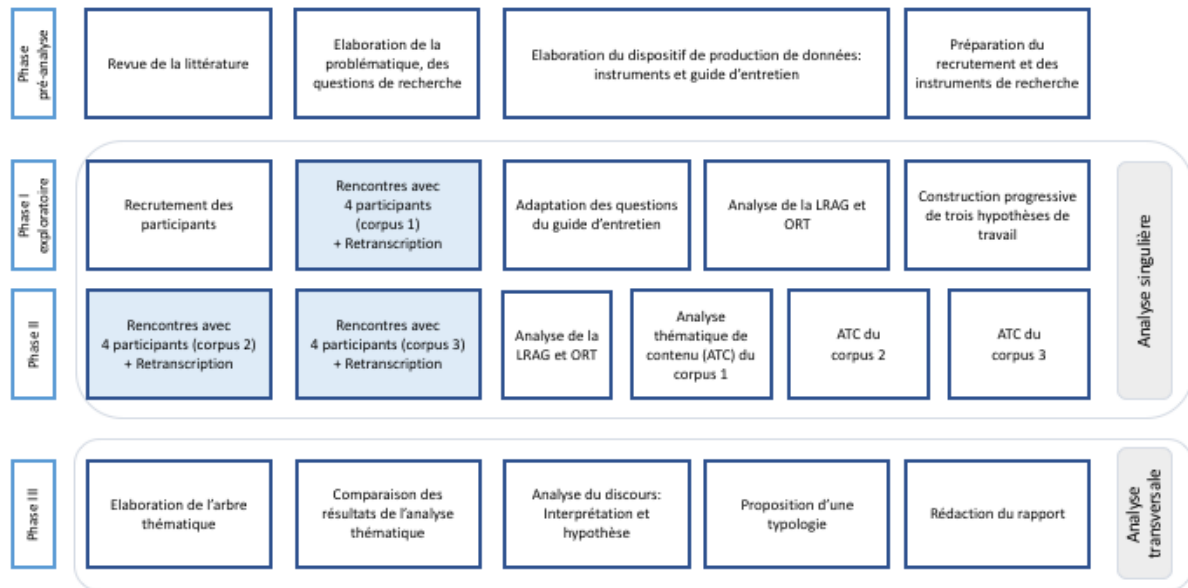 Phase
pré-analyse
Revue de la littérature
Elaboration de la
problématique, des
questions de recherche
Elaboration du dispositif de production de données:
instruments et guide d'entretien
Préparation du
recrutement et des
instruments de recherche
Phase I
exploratoire
Recrutement des
participants
Rencontres avec
4 participants
(corpus 1)
+ Retranscription
Adaptation des questions
du guide d'entretien
Analyse de la LRAG et
ORT
Construction progressive
de trois hypothèses de
travail
Phase II
Rencontres avec
4 participants (corpus 2)
+ Retranscription
Rencontres avec
4 participants (corpus 3)
+ Retranscription
Analyse de la
LRAG et ORT
Analyse
thématique de
contenu (ATC) du
corpus 1
ATC du
corpus 2
ATC du
corpus 3
Analyse singulière
Phase III
Elaboration de l'arbre
thématique
Comparaison des
résultats de l'analyse
thématique
Analyse du discours:
Interprétation et
hypothèse
Proposition d'une
typologie
Rédaction du rapport
Analyse
transversale